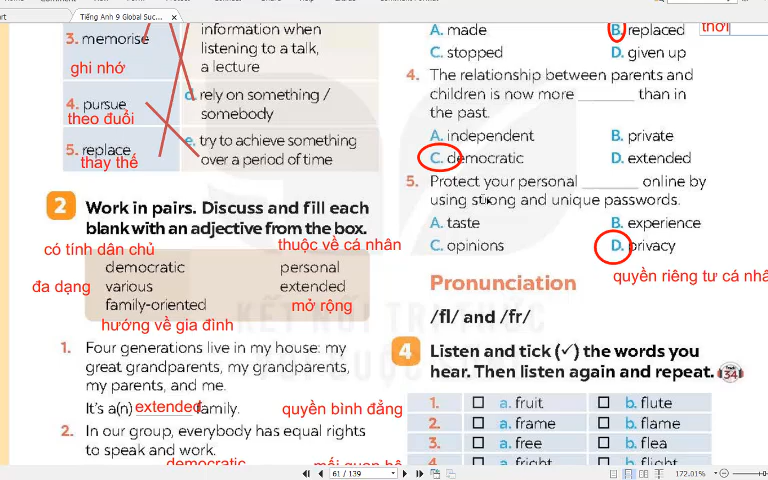 Tiếng Anh 9 Global Suc... ×
3. memorise
ghi nhớ
information when
listening to a talk,
a lecture
4. pursue
theo đuổi
d. rely on something /
somebody
5. replace
thay thế
e. try to achieve something
over a period of time
2 Work in pairs. Discuss and fill each
blank with an adjective from the box.
có tính dân chủ
thuộc về cá nhân
democratic personal
đa dạng
various extended
family-oriented
mở rộng
hướng về gia đình
1. Four generations live in my house: my
great grandparents, my grandparents,
my parents, and me.
It's a(n) extended family.
quyền bình đẳng
2. In our group, everybody has equal rights
to speak and work.
democratic
mối quan hệ
A. made B. replaced
thời
C. stopped D. given up
4. The relationship between parents and
children is now more ________ than in
the past.
A. independent B. private
C. democratic D. extended
5. Protect your personal ________ online by
using strong and unique passwords.
A. taste B. experience
C. opinions D. privacy
quyền riêng tư cá nhâ
Pronunciation
/fl/ and /fr/
KẾT NỐI TRI THỨC
4 Listen and tick (✓) the words you
hear. Then listen again and repeat. 34
1. ☐ a. fruit ☐ b. flute
2. ☐ a. frame ☐ b. flame
3. ☐ a. free ☐ b. flea
4. ☐ a. fright ☐ b. flight
61 / 139
172,01%